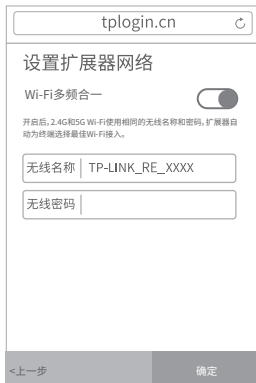 tplogin.cn
设置扩展器网络
Wi-Fi多频合一
开启后,2.4G和5G Wi-Fi使用相同的无线名称和密码,扩展器自
动为终端选择最佳Wi-Fi接入。
无线名称 TP-LINK_RE_XXXX
无线密码
<上一步 确定